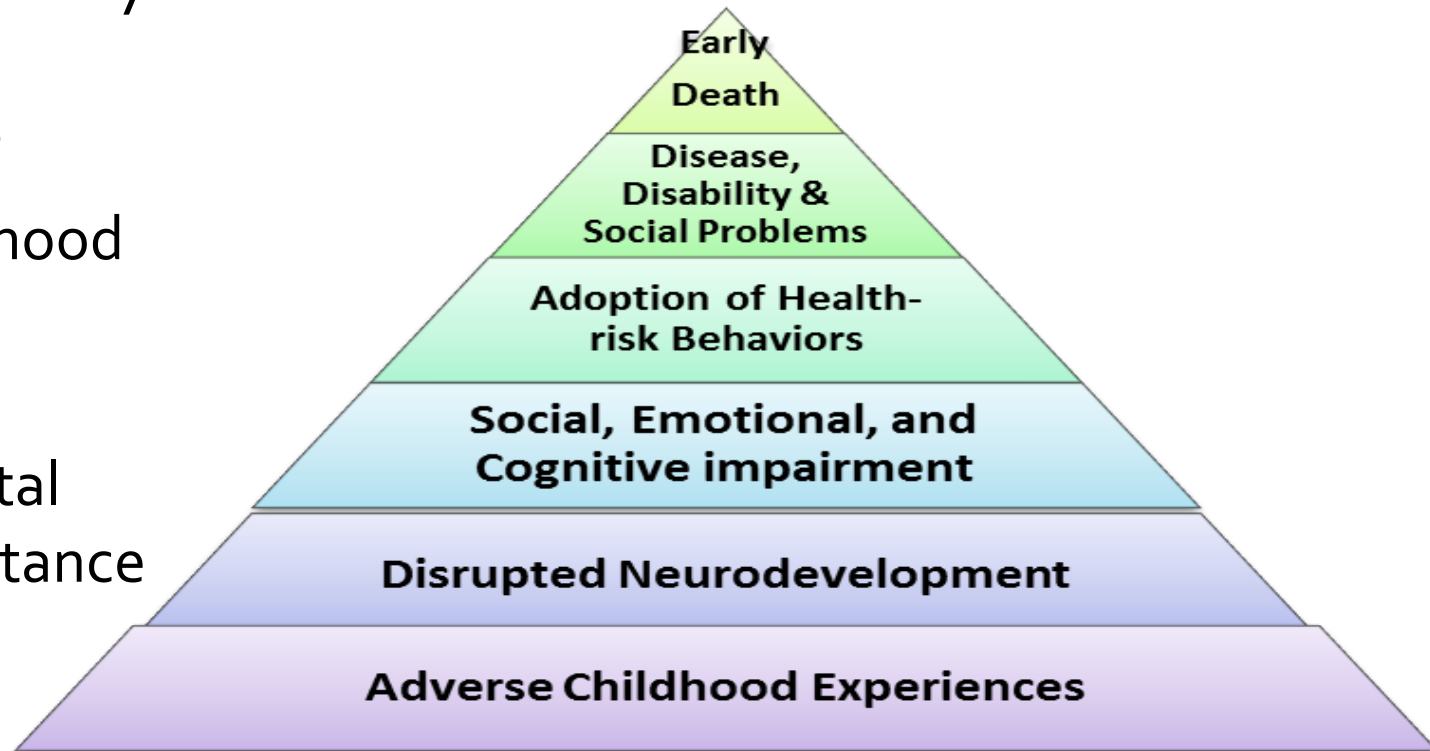 Early
Death
Disease,
Disability &
Social Problems
Adoption of Health-
risk Behaviors
Social, Emotional, and
Cognitive impairment
Disrupted Neurodevelopment
Adverse Childhood Experiences
hood
tal
tance